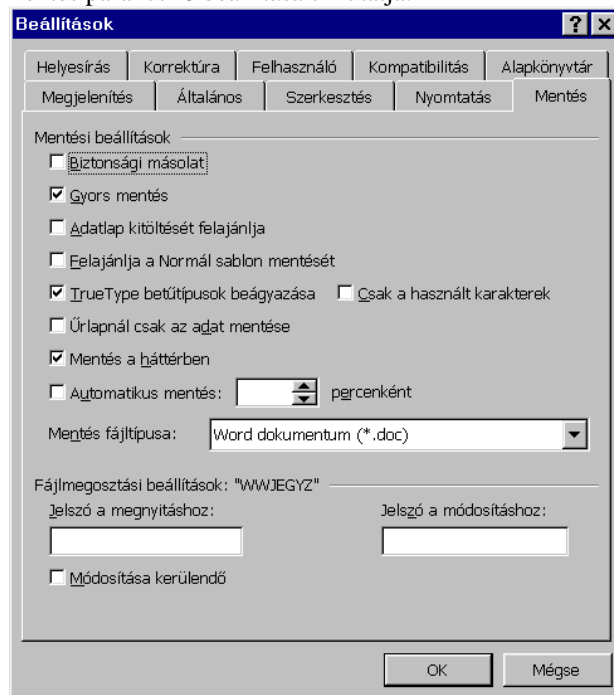 Beállítások
Helyesírás Korrektúra Felhasználó Kompatibilitás Alapkönyvtár
Megjelenítés Általános Szerkesztés Nyomtatás Mentés
Mentési beállítások
Biztonsági másolat
Gyors mentés
Adatlap kitöltését felajánlja
Felajánlja a Normál sablon mentését
TrueType betűtípusok beágyazása Csak a használt karakterek
Űrlapnál csak az adat mentése
Mentés a háttérben
Automatikus mentés: percenként
Mentés fájltípusa: Word dokumentum (*.doc)
Fájlmegosztási beállítások: "WWJEGYZ"
Jelszó a megnyitáshoz: Jelszó a módosításhoz:
Módosítása kerülendő
OK Mégse